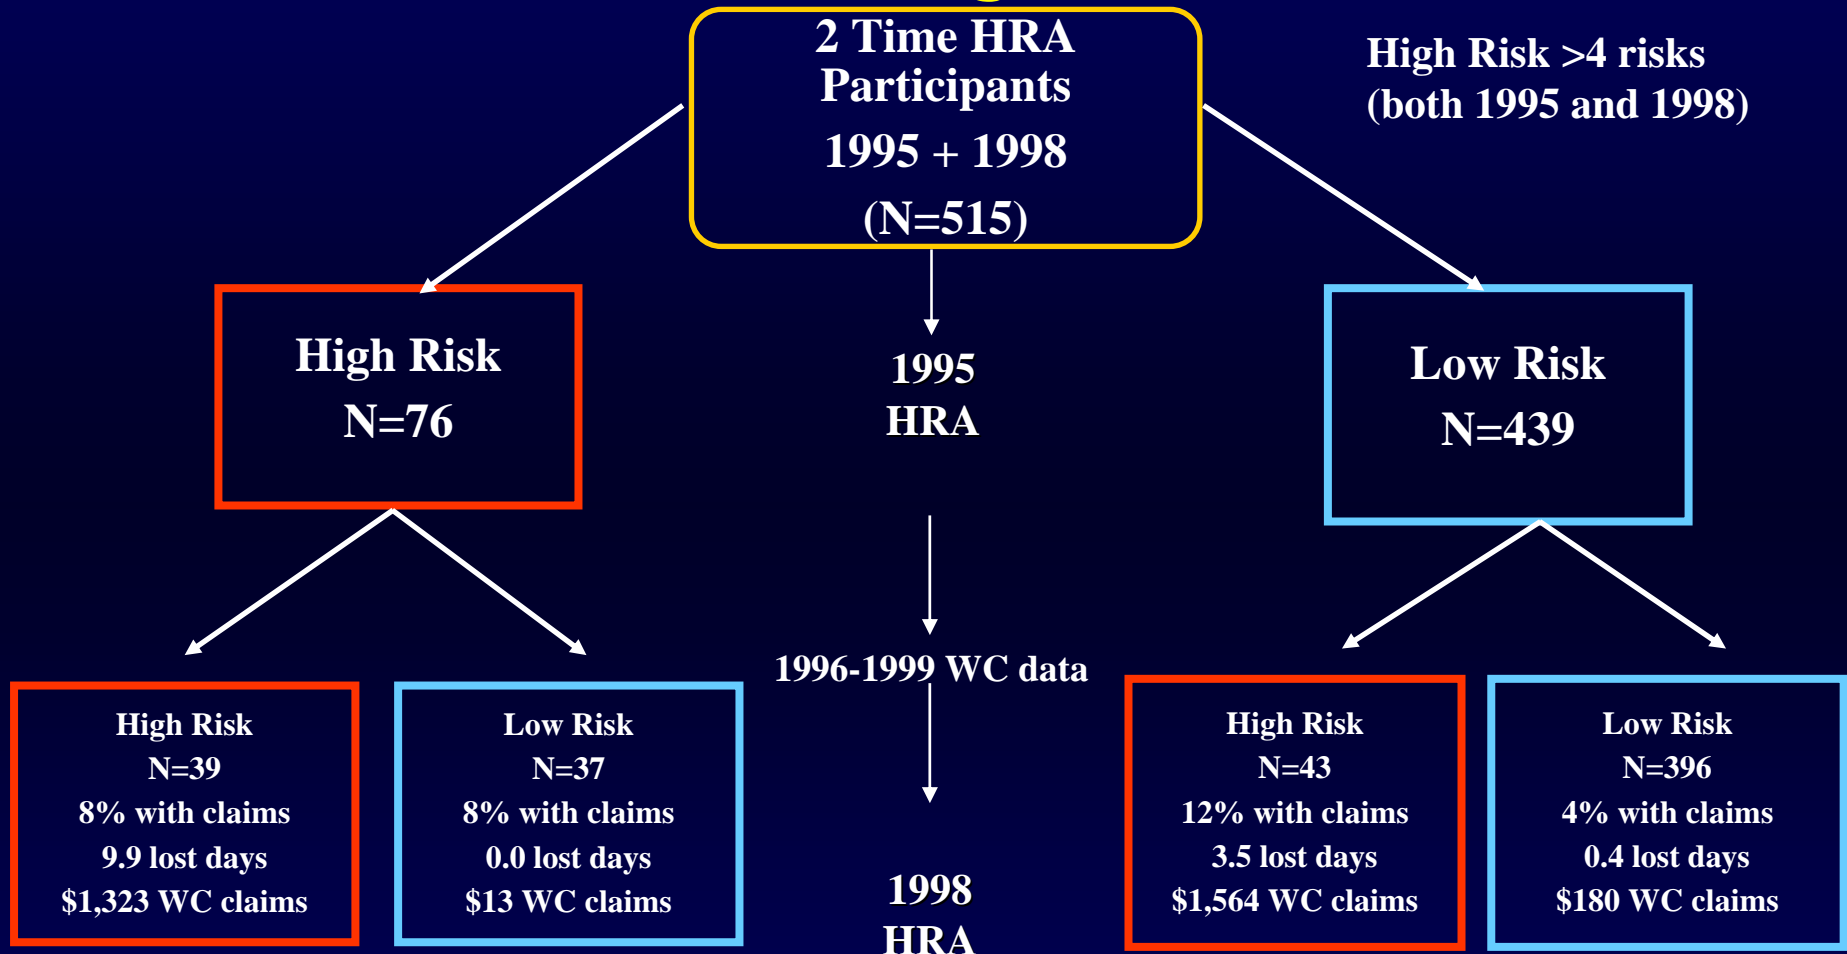 2 Time HRA
Participants
1995 + 1998
(N=515)
High Risk >4 risks
(both 1995 and 1998)
High Risk
N=76
1995
HRA
Low Risk
N=439
1996-1999 WC data
High Risk
N=39
8% with claims
9.9 lost days
$1,323 WC claims
Low Risk
N=37
8% with claims
0.0 lost days
$13 WC claims
1998
HRA
High Risk
N=43
12% with claims
3.5 lost days
$1,564 WC claims
Low Risk
N=396
4% with claims
0.4 lost days
$180 WC claims